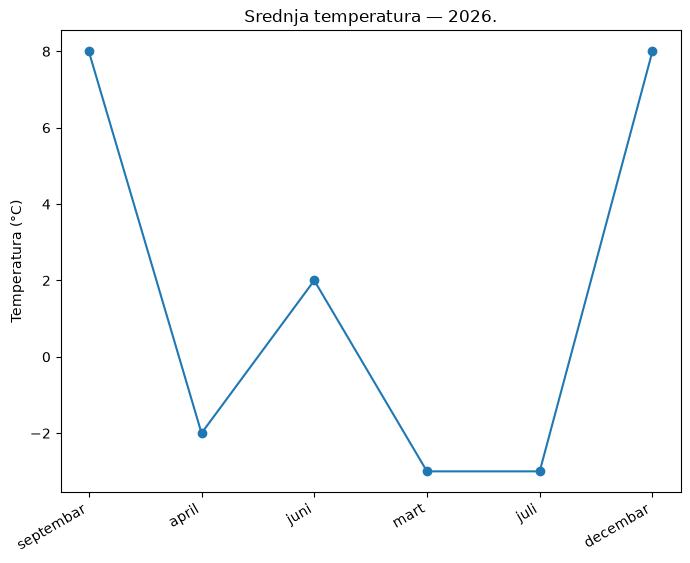 Srednja temperatura — 2026.
Temperatura (°C)
8
6
4
2
0
−2
septembar
april
juni
mart
juli
decembar